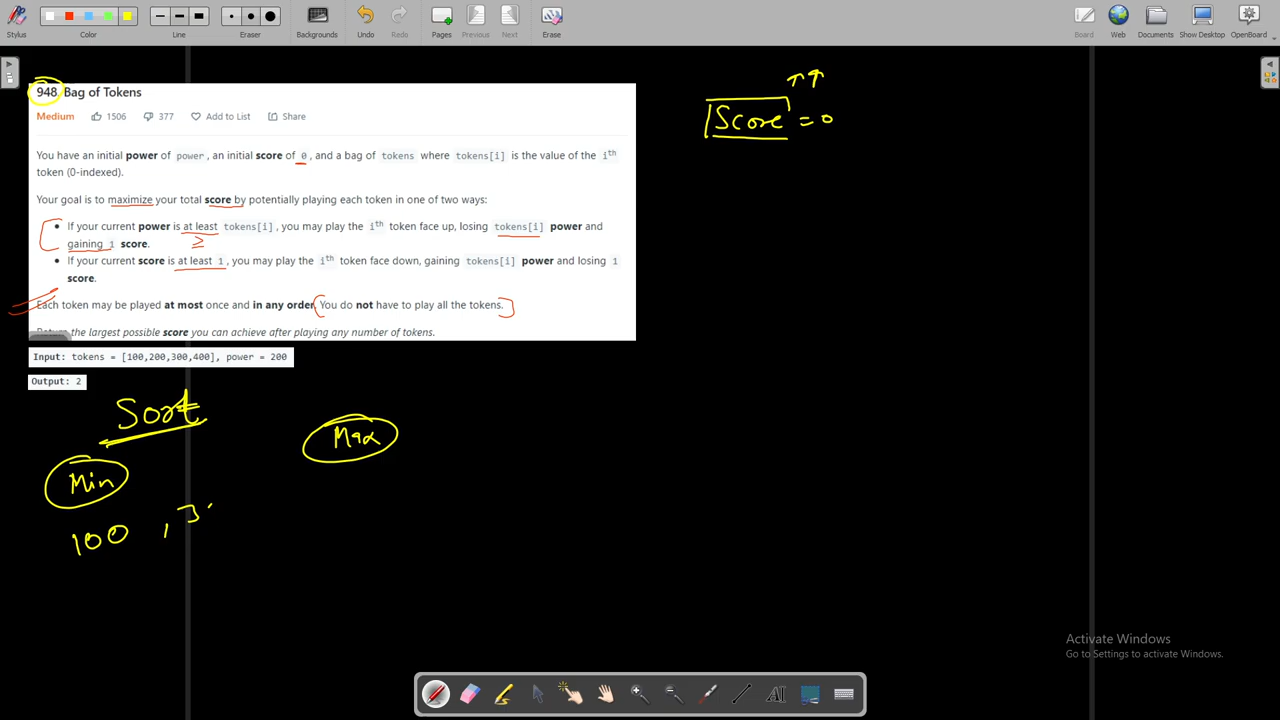 Stylus Color Line Eraser Backgrounds Undo Redo Pages Previous Next Erase Board Web Documents Show Desktop OpenBoard
948. Bag of Tokens
Medium 1506 377 Add to List Share
You have an initial power of power, an initial score of 0, and a bag of tokens where tokens[i] is the value of the ith
token (0-indexed).
Your goal is to maximize your total score by potentially playing each token in one of two ways:
• If your current power is at least tokens[i], you may play the ith token face up, losing tokens[i] power and
gaining 1 score.
≥
• If your current score is at least 1, you may play the ith token face down, gaining tokens[i] power and losing 1
score.
Each token may be played at most once and in any order. You do not have to play all the tokens.
Return the largest possible score you can achieve after playing any number of tokens.
Input: tokens = [100,200,300,400], power = 200
Output: 2
Score = 0
Sort
Max
Min
100 , 3
Activate Windows
Go to Settings to activate Windows.